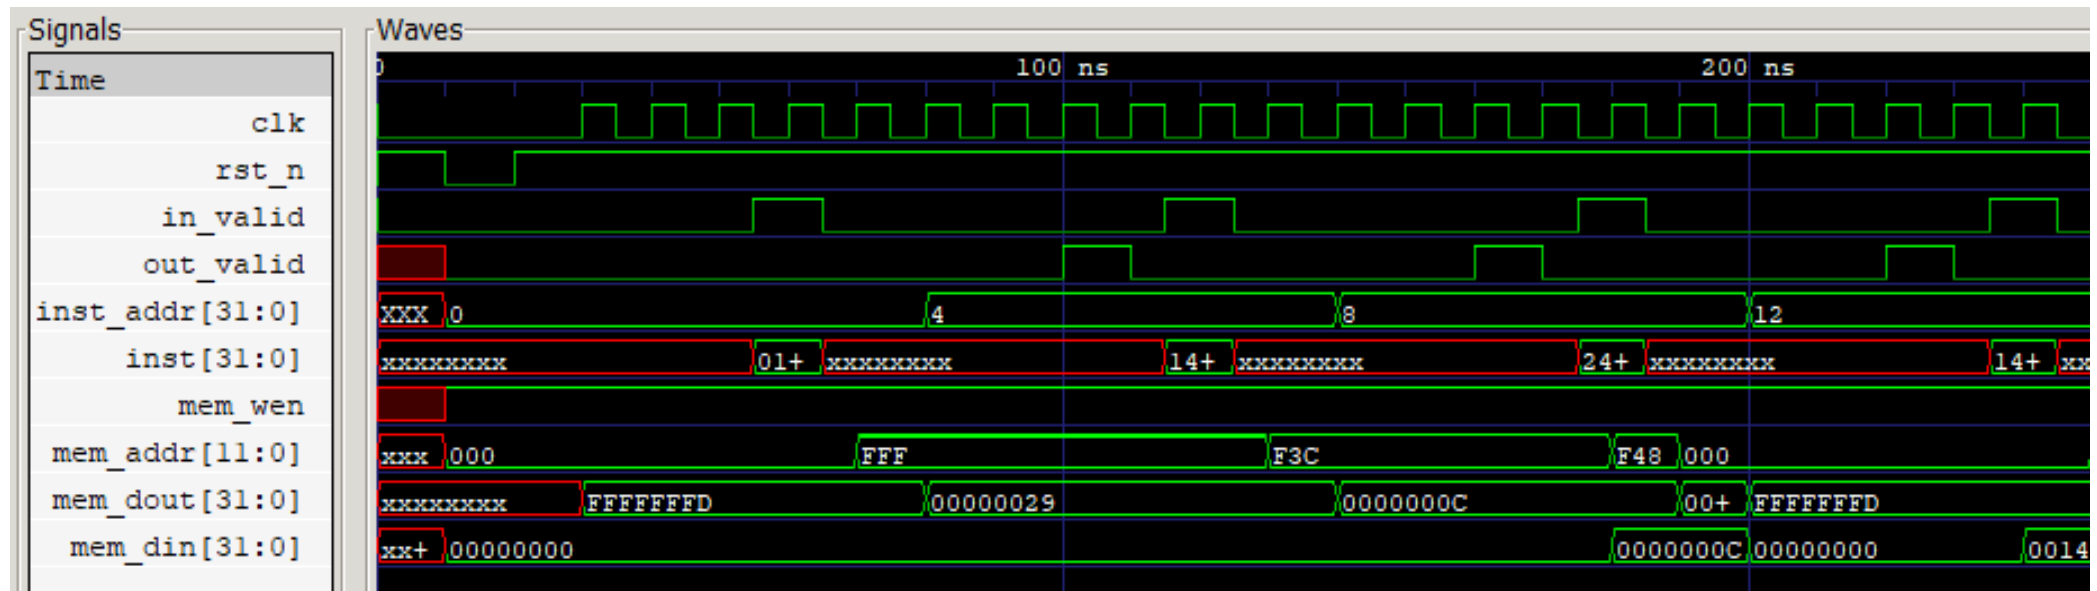 Signals Waves
Time 0 100 ns 200 ns
clk
rst_n
in_valid
out_valid
inst_addr[31:0] XXX 0 4 8 12
inst[31:0] xxxxxxxx 01+ xxxxxxxx 14+ xxxxxxxx 24+ xxxxxxxx 14+ xx
mem_wen
mem_addr[11:0] xxx 000 FFF F3C F48 000
mem_dout[31:0] xxxxxxxx FFFFFFFD 00000029 0000000C 00+ FFFFFFFD
mem_din[31:0] xx+ 00000000 0000000C 00000000 0014